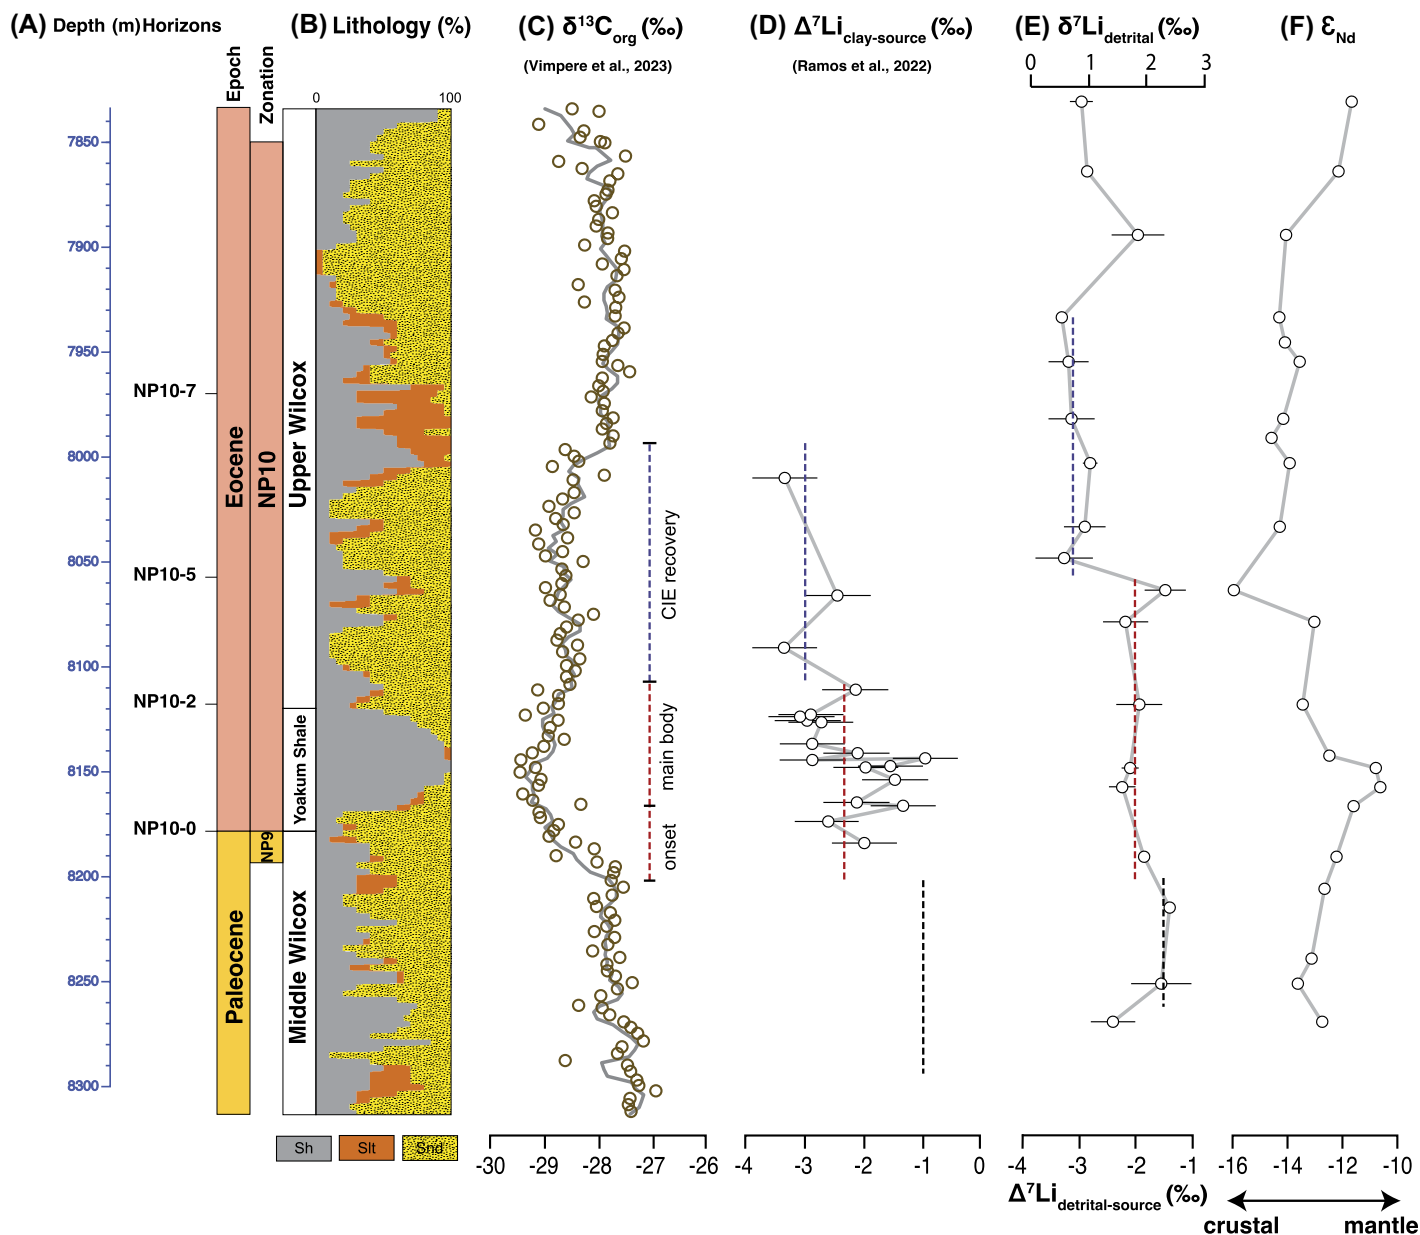 (A) Depth (m) Horizons
(B) Lithology (%)
(C) δ¹³Corg (‰)
(D) Δ⁷Liclay-source (‰)
(E) δ⁷Lidetrital (‰)
(F) ƐNd
(Vimpere et al., 2023)
(Ramos et al., 2022)
Epoch
Zonation
0 100
0 1 2 3
7850
7900
7950
8000
8050
8100
8150
8200
8250
8300
NP10-7
NP10-5
NP10-2
NP10-0
Eocene
Paleocene
NP10
NP9
Upper Wilcox
Yoakum Shale
Middle Wilcox
CIE recovery
main body
onset
Sh Slt Snd
-30 -29 -28 -27 -26
-4 -3 -2 -1 0
-4 -3 -2 -1
-16 -14 -12 -10
Δ⁷Lidetrital-source (‰)
crustal mantle